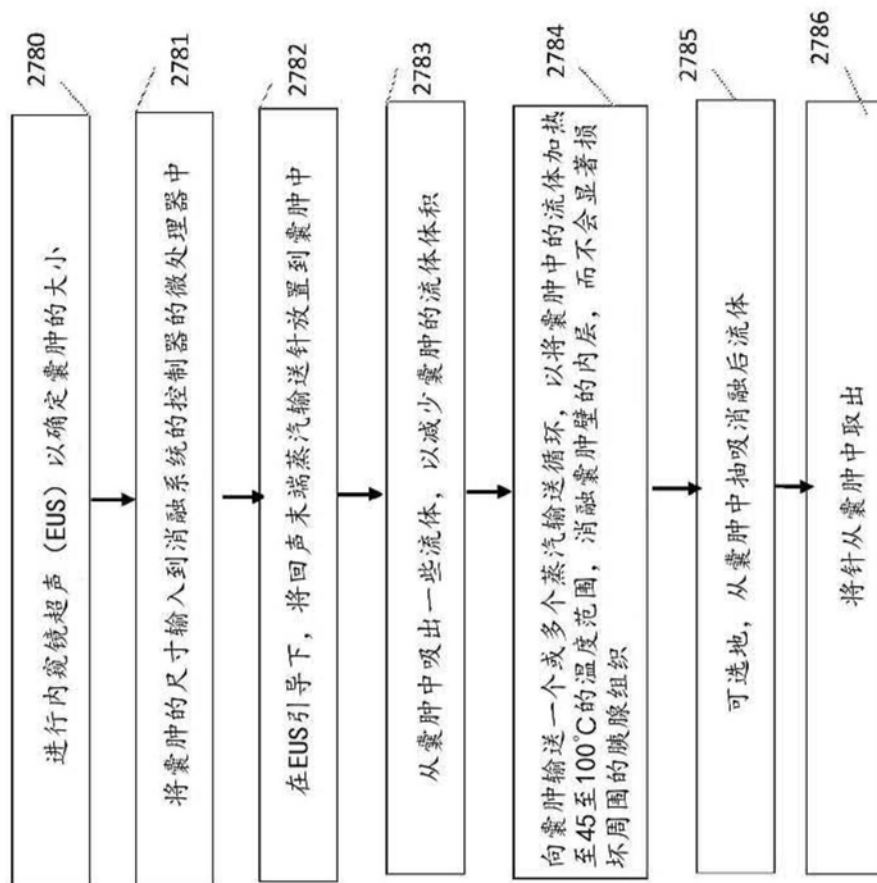 进行内窥镜超声（EUS）以确定囊肿的大小
2780
将囊肿的尺寸输入到消融系统的控制器的微处理器中
2781
在EUS引导下，将回声末端蒸汽输送针放置到囊肿中
2782
从囊肿中吸出一些流体，以减少囊肿的流体体积
2783
向囊肿输送一个或多个蒸汽输送循环，以将囊肿中的流体加热
至45至100°C的温度范围，消融囊肿壁的内层，而不会显著损
坏周围的胰腺组织
2784
可选地，从囊肿中抽吸消融后流体
2785
将针从囊肿中取出
2786